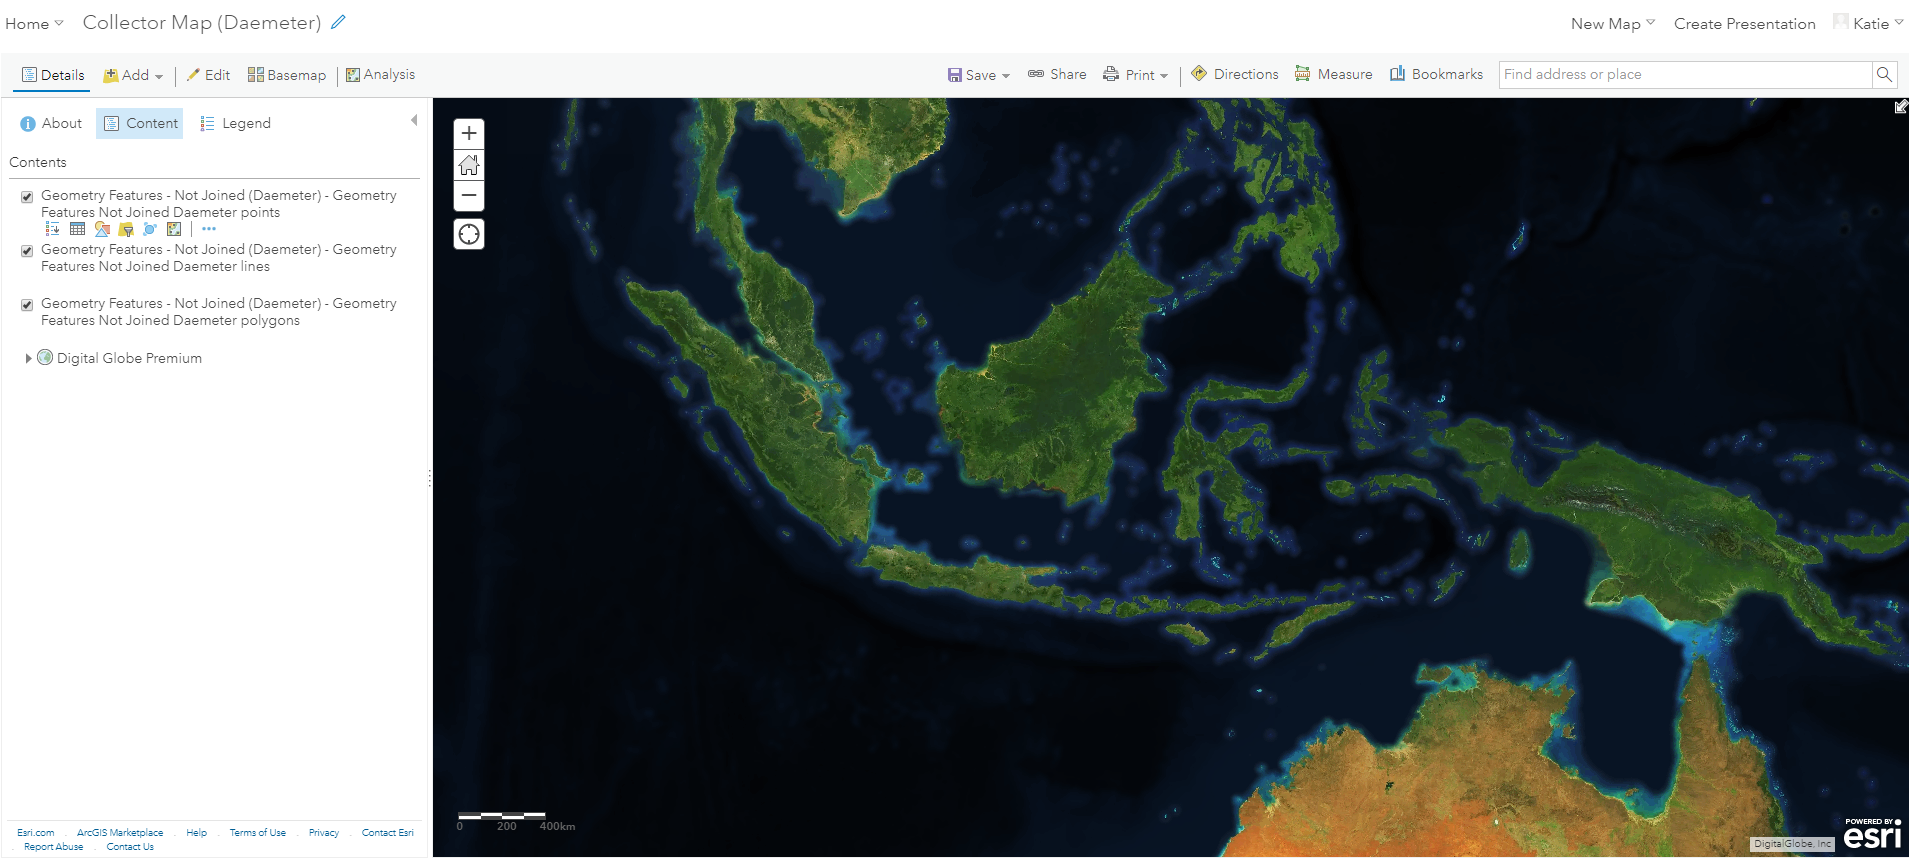 Home Collector Map (Daemeter) New Map Create Presentation Katie
Details Add Edit Basemap Analysis Save Share Print Directions Measure Bookmarks Find address or place
About Content Legend
Contents
Geometry Features - Not Joined (Daemeter) - Geometry
Features Not Joined Daemeter points
Geometry Features - Not Joined (Daemeter) - Geometry
Features Not Joined Daemeter lines
Geometry Features - Not Joined (Daemeter) - Geometry
Features Not Joined Daemeter polygons
Digital Globe Premium
Esri.com . ArcGIS Marketplace . Help . Terms of Use . Privacy . Contact Esri
. Report Abuse . Contact Us
0 200 400km
POWERED BY
esri
DigitalGlobe, Inc